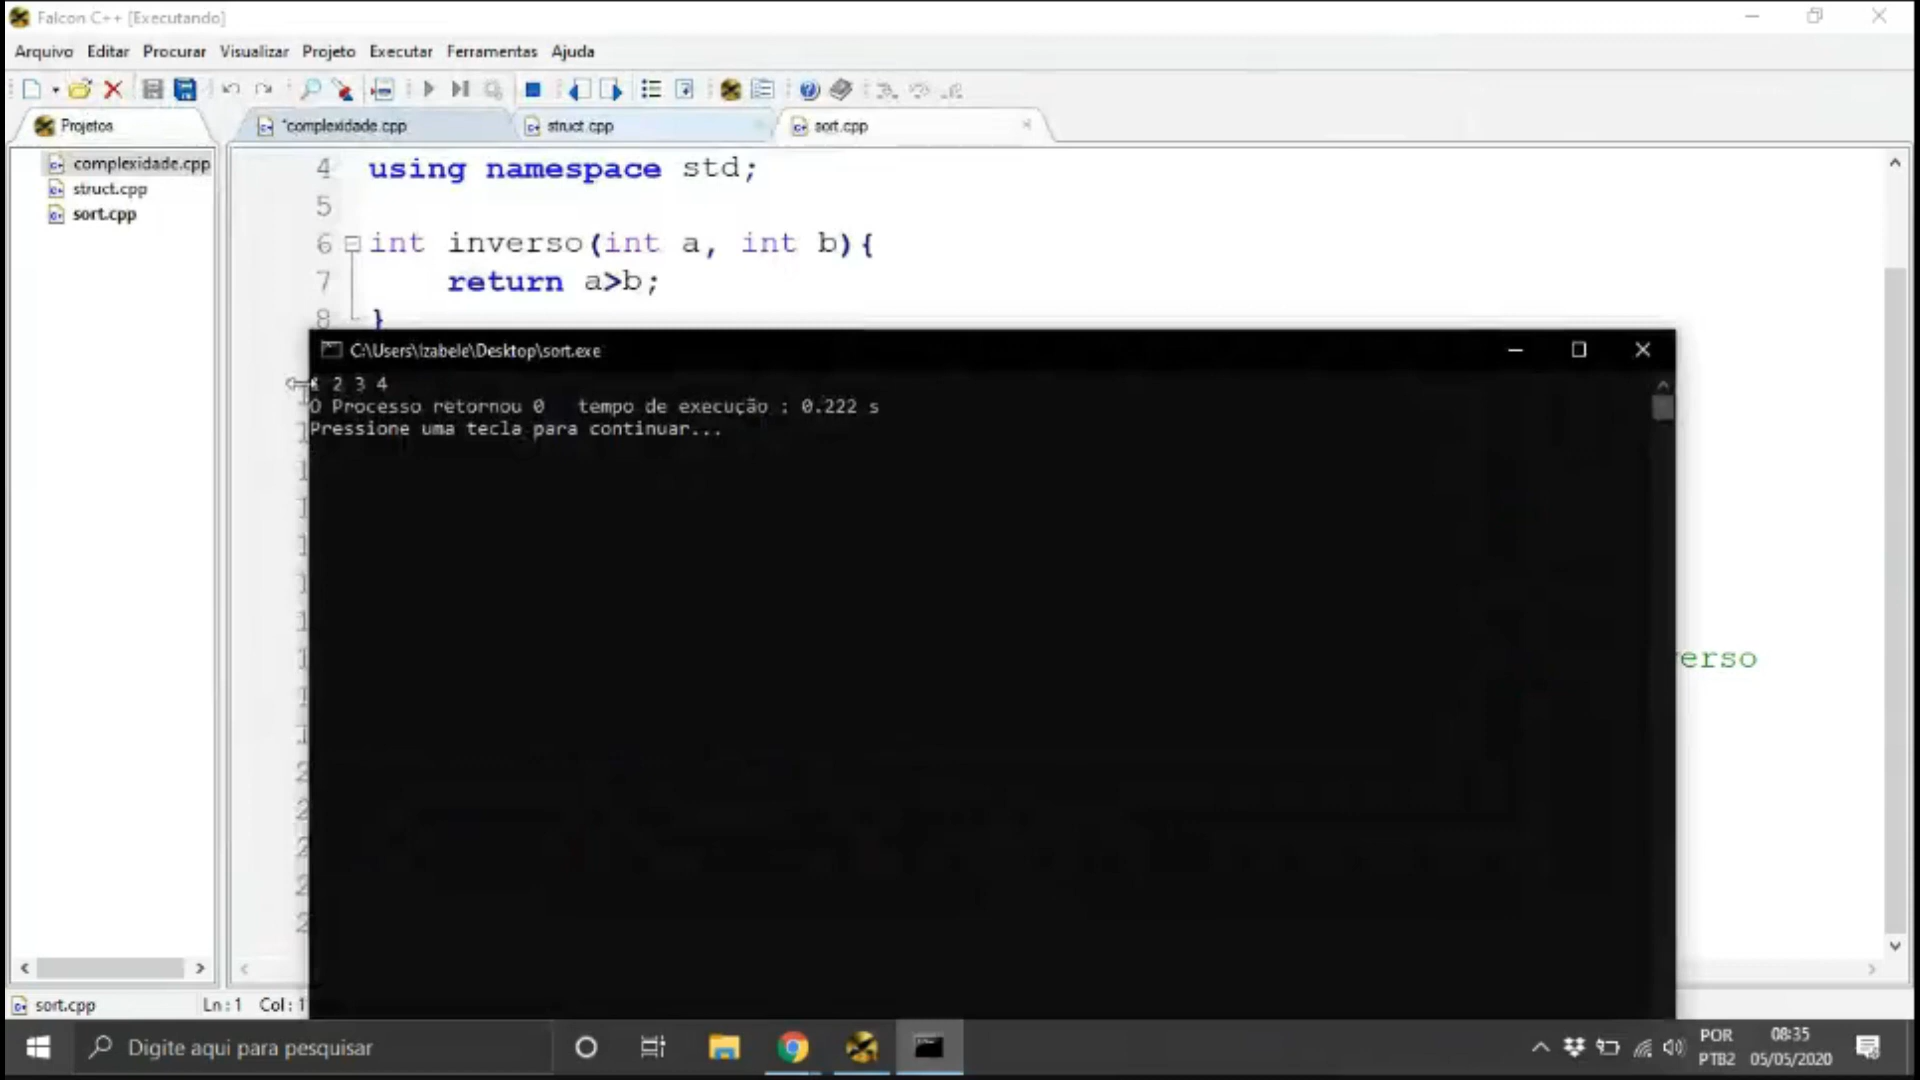 Falcon C++ [Executando]
Arquivo Editar Procurar Visualizar Projeto Executar Ferramentas Ajuda
Projetos
*complexidade.cpp
struct.cpp
sort.cpp
complexidade.cpp
struct.cpp
sort.cpp
4 using namespace std;
5
6 int inverso(int a, int b){
7 return a>b;
8 }
C:\Users\Izabele\Desktop\sort.exe
2 3 4
O Processo retornou 0 tempo de execução : 0.222 s
Pressione uma tecla para continuar...
erso
sort.cpp Ln:1 Col:1
Digite aqui para pesquisar
POR
PTB2
08:35
05/05/2020